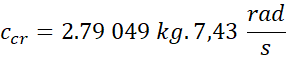 c_cr = 2.79 049 kg. 7,43 rad/s